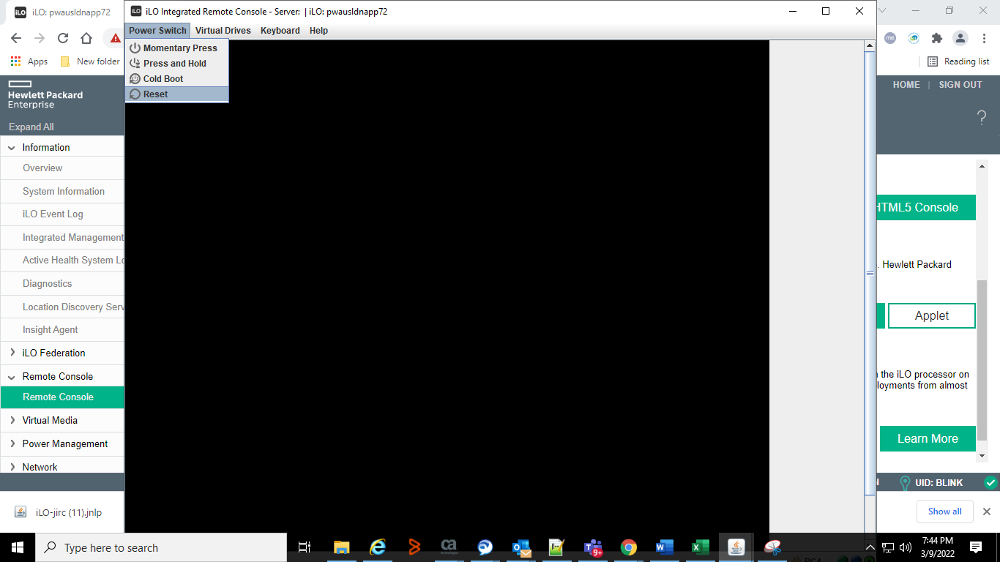 iLO: pwausldnapp72
iLO Integrated Remote Console - Server: | iLO: pwausldnapp72
Power Switch Virtual Drives Keyboard Help
Momentary Press
Press and Hold
Cold Boot
Reset
Apps New folder
Reading list
Hewlett Packard
Enterprise
HOME | SIGN OUT
Expand All
Information
Overview
System Information
iLO Event Log
Integrated Management
Active Health System Lo
Diagnostics
Location Discovery Serv
Insight Agent
iLO Federation
Remote Console
Remote Console
Virtual Media
Power Management
Network
HTML5 Console
. Hewlett Packard
Applet
the iLO processor on
loyments from almost
Learn More
UID: BLINK
iLO-jirc (11).jnlp
Show all
Type here to search
ca
technologies
9+
7:44 PM
3/9/2022